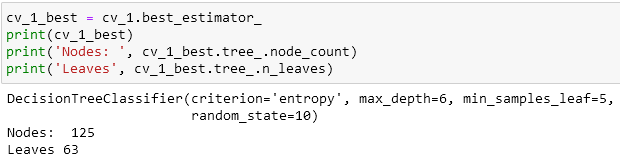 cv_1_best = cv_1.best_estimator_
print(cv_1_best)
print('Nodes: ', cv_1_best.tree_.node_count)
print('Leaves', cv_1_best.tree_.n_leaves)
DecisionTreeClassifier(criterion='entropy', max_depth=6, min_samples_leaf=5,
random_state=10)
Nodes:  125
Leaves 63